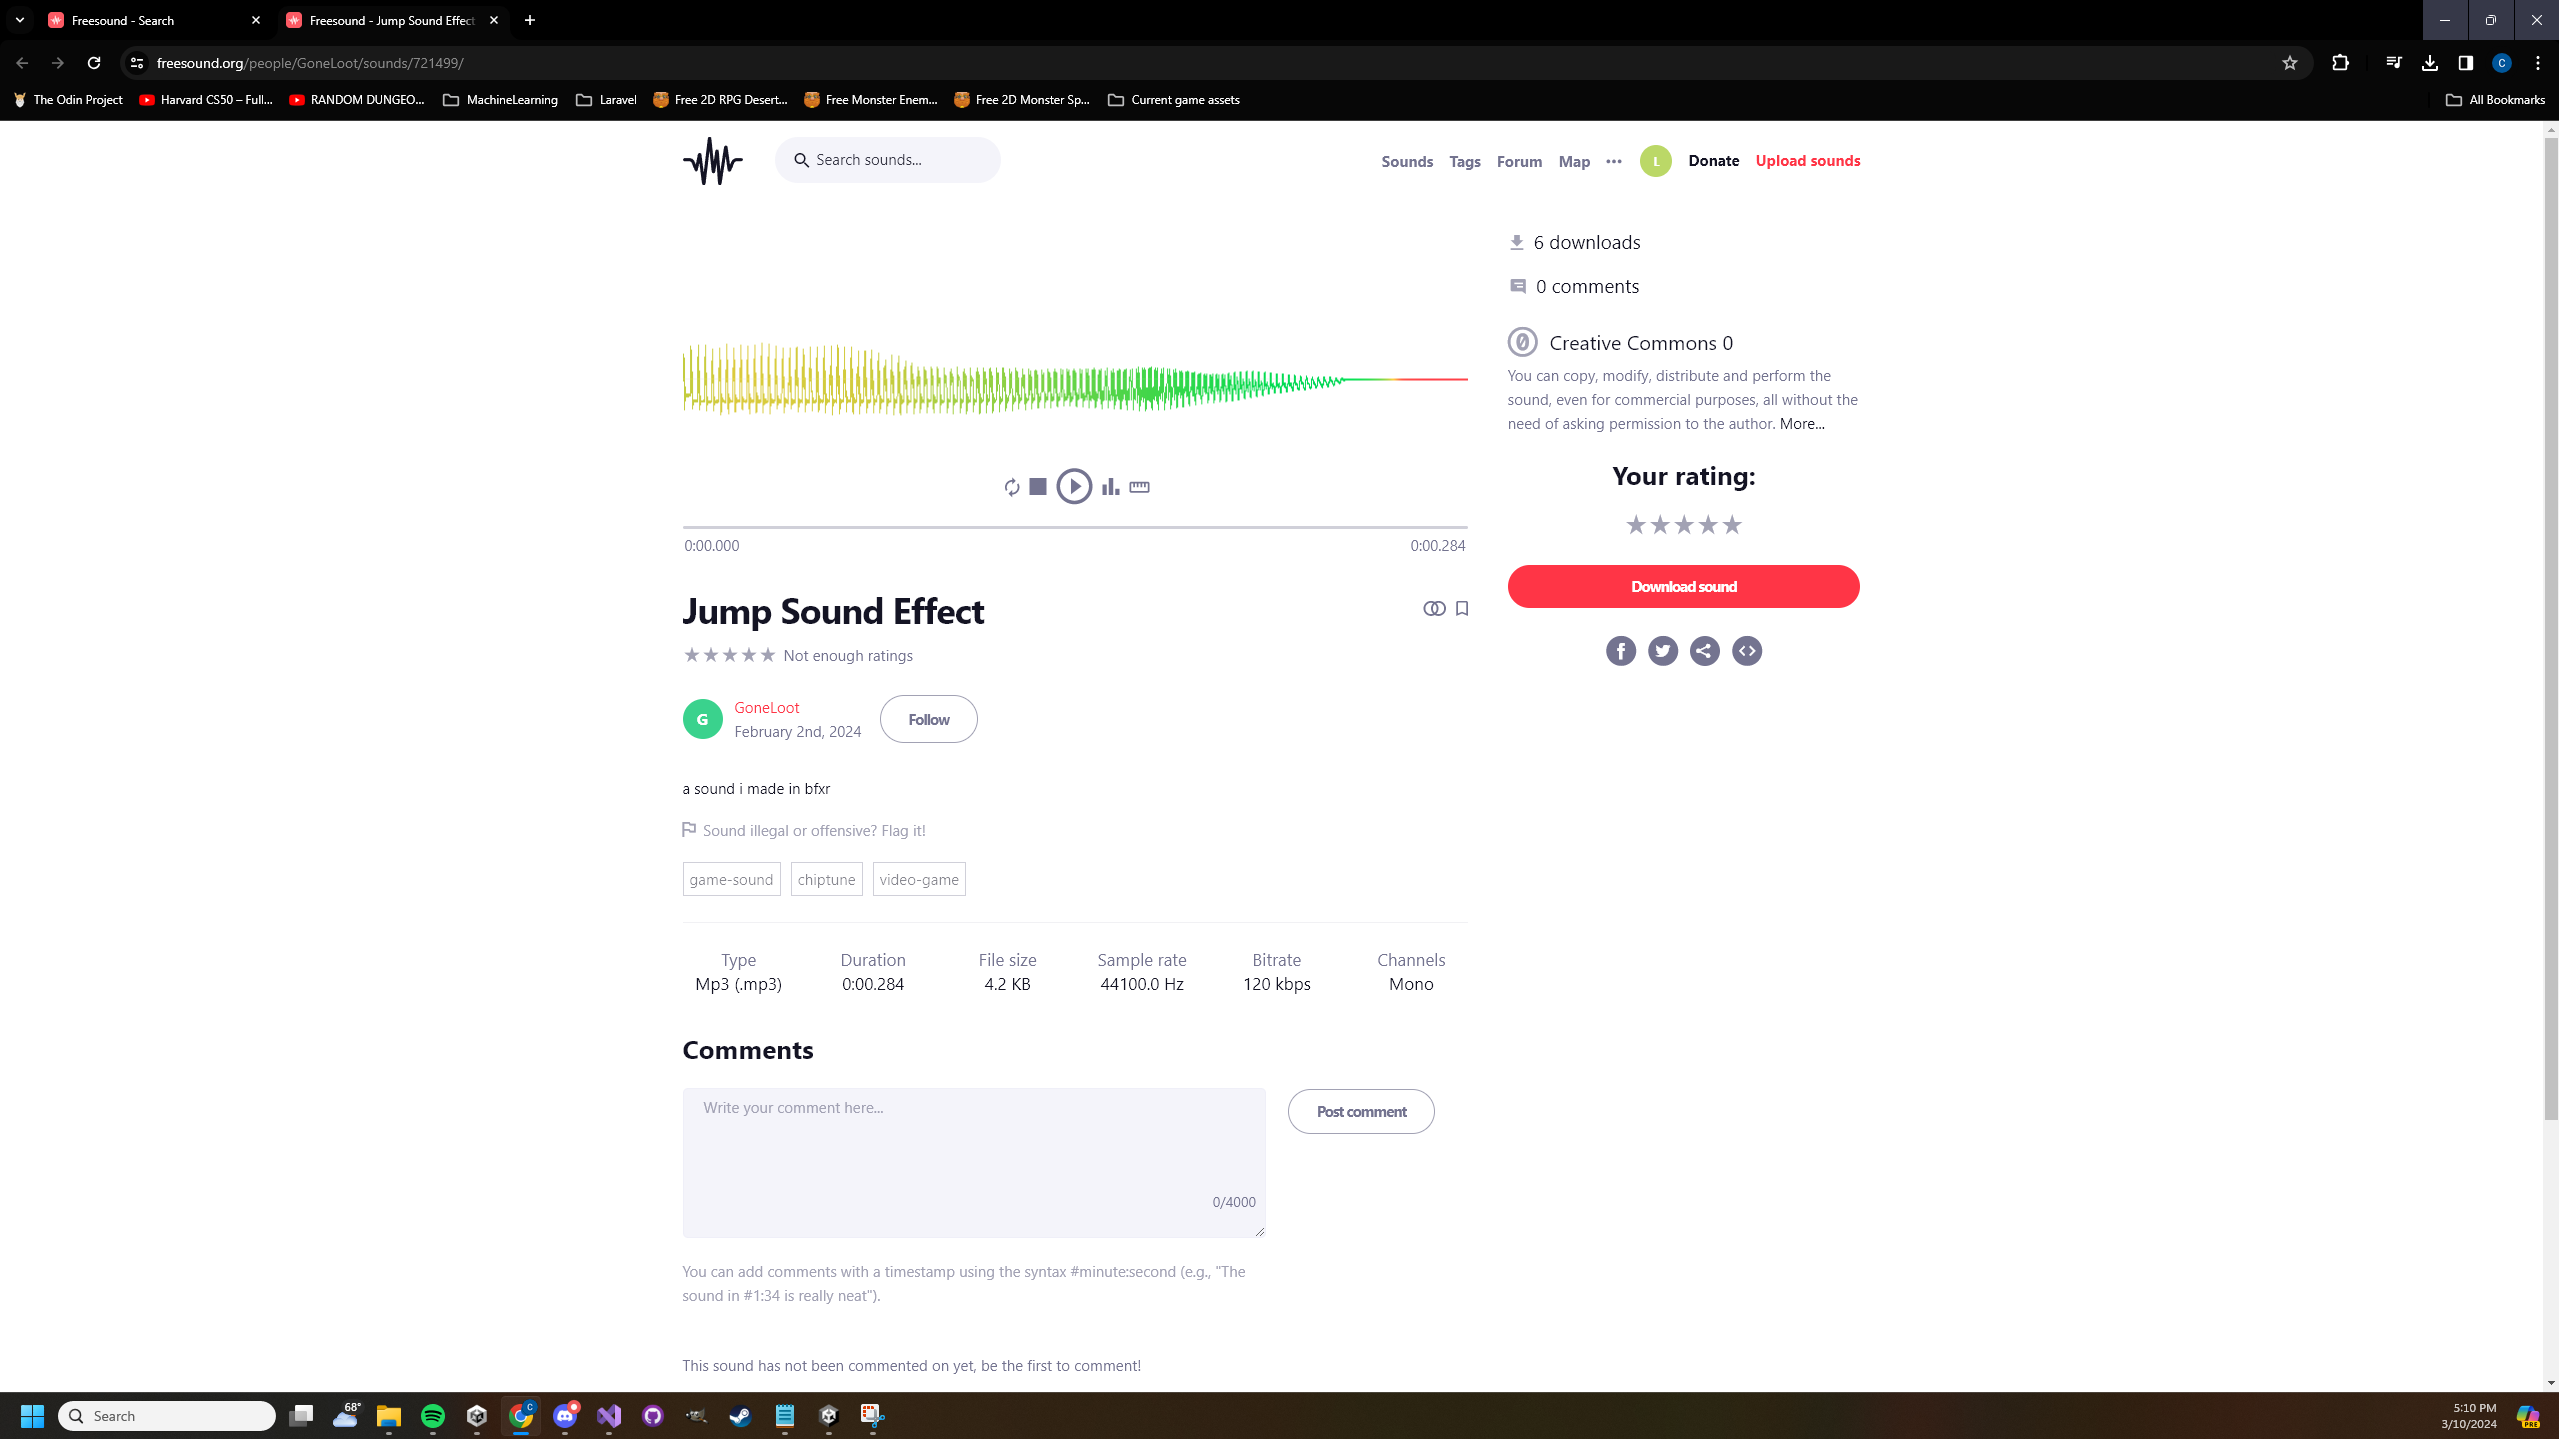 Freesound - Search
Freesound - Jump Sound Effect
freesound.org/people/GoneLoot/sounds/721499/
C
The Odin Project
Harvard CS50 – Full...
RANDOM DUNGEO...
MachineLearning
Laravel
Free 2D RPG Desert...
Free Monster Enem...
Free 2D Monster Sp...
Current game assets
All Bookmarks
Search sounds...
Sounds
Tags
Forum
Map
L
Donate
Upload sounds
6 downloads
0 comments
Creative Commons 0
You can copy, modify, distribute and perform the
sound, even for commercial purposes, all without the
need of asking permission to the author. More...
Your rating:
Download sound
0:00.000
0:00.284
Jump Sound Effect
Not enough ratings
G
GoneLoot
February 2nd, 2024
Follow
a sound i made in bfxr
Sound illegal or offensive? Flag it!
game-sound
chiptune
video-game
Type
Duration
File size
Sample rate
Bitrate
Channels
Mp3 (.mp3)
0:00.284
4.2 KB
44100.0 Hz
120 kbps
Mono
Comments
Write your comment here...
0/4000
Post comment
You can add comments with a timestamp using the syntax #minute:second (e.g., "The
sound in #1:34 is really neat").
This sound has not been commented on yet, be the first to comment!
Search
68°
C
5:10 PM
3/10/2024
PRE